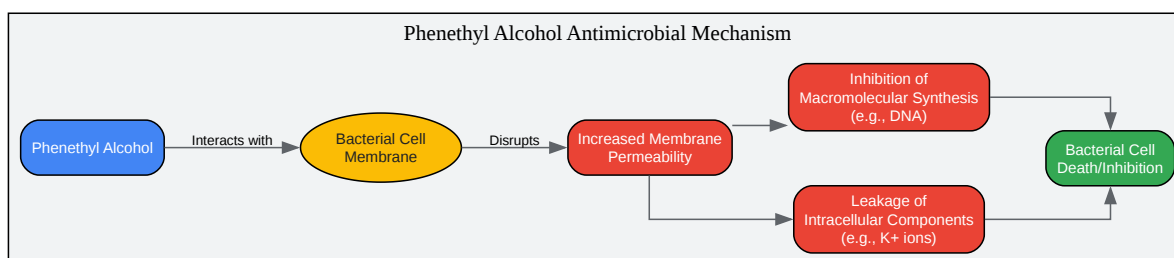 Phenethyl Alcohol Antimicrobial Mechanism
Phenethyl Alcohol
Interacts with
Bacterial Cell
Membrane
Disrupts
Increased Membrane
Permeability
Inhibition of
Macromolecular Synthesis
(e.g., DNA)
Leakage of
Intracellular Components
(e.g., K+ ions)
Bacterial Cell
Death/Inhibition